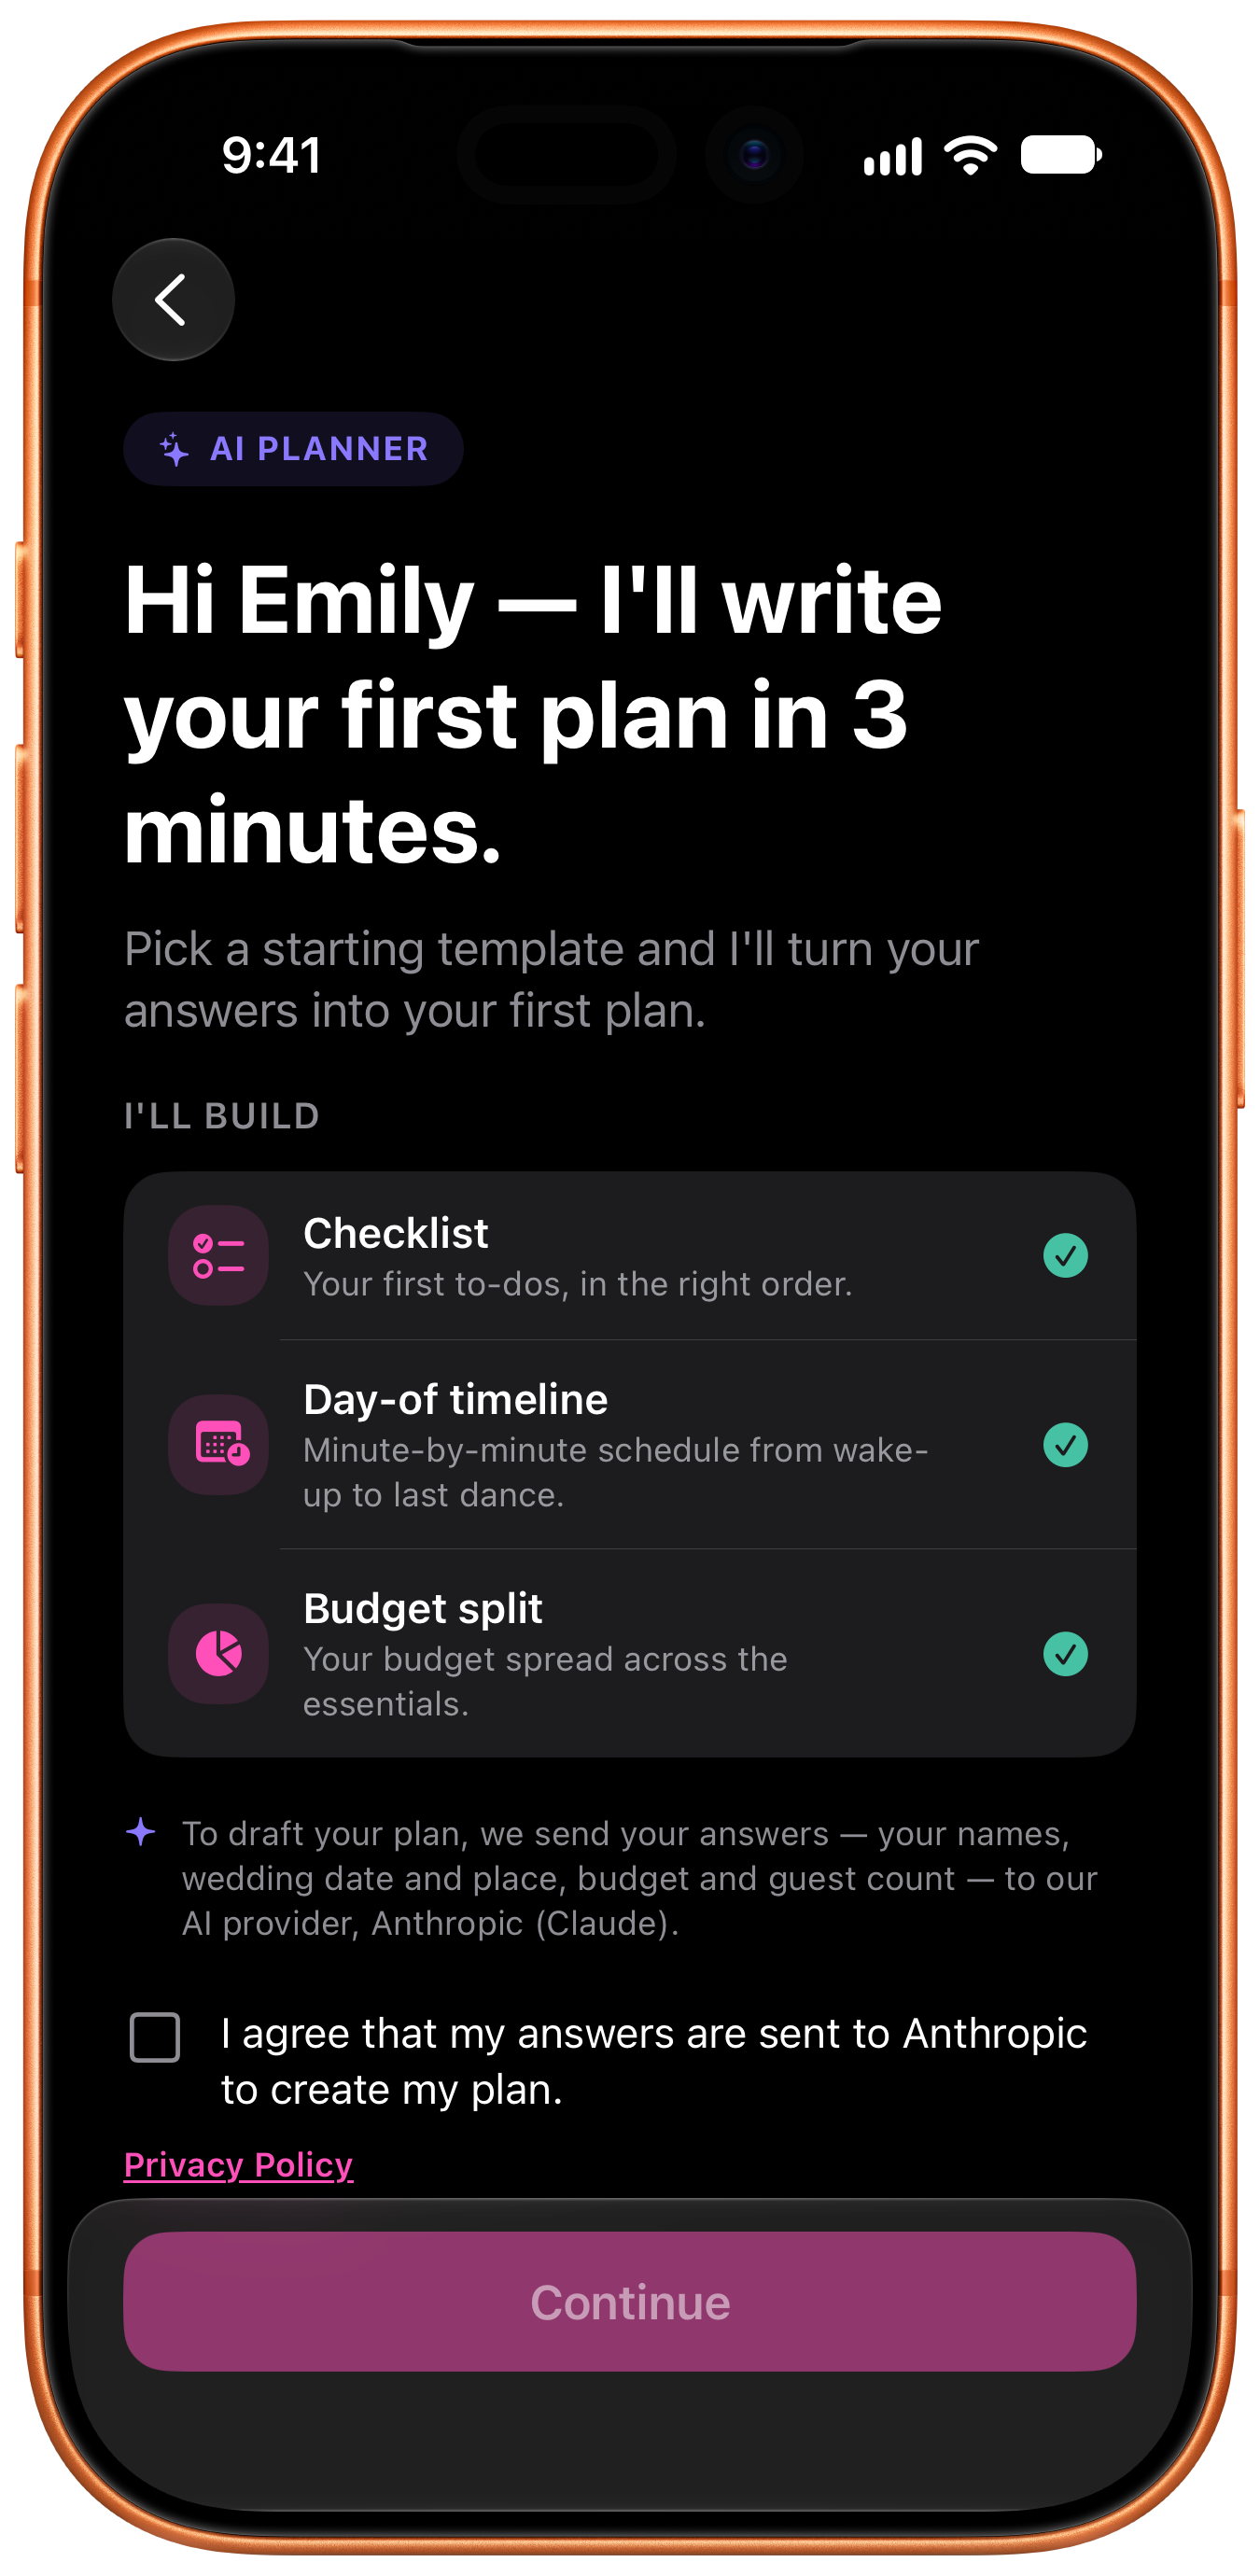 9:41
AI PLANNER
Hi Emily — I'll write
your first plan in 3
minutes.
Pick a starting template and I'll turn your
answers into your first plan.
I'LL BUILD
Checklist
Your first to-dos, in the right order.
Day-of timeline
Minute-by-minute schedule from wake-
up to last dance.
Budget split
Your budget spread across the
essentials.
To draft your plan, we send your answers — your names,
wedding date and place, budget and guest count — to our
AI provider, Anthropic (Claude).
I agree that my answers are sent to Anthropic
to create my plan.
Privacy Policy
Continue